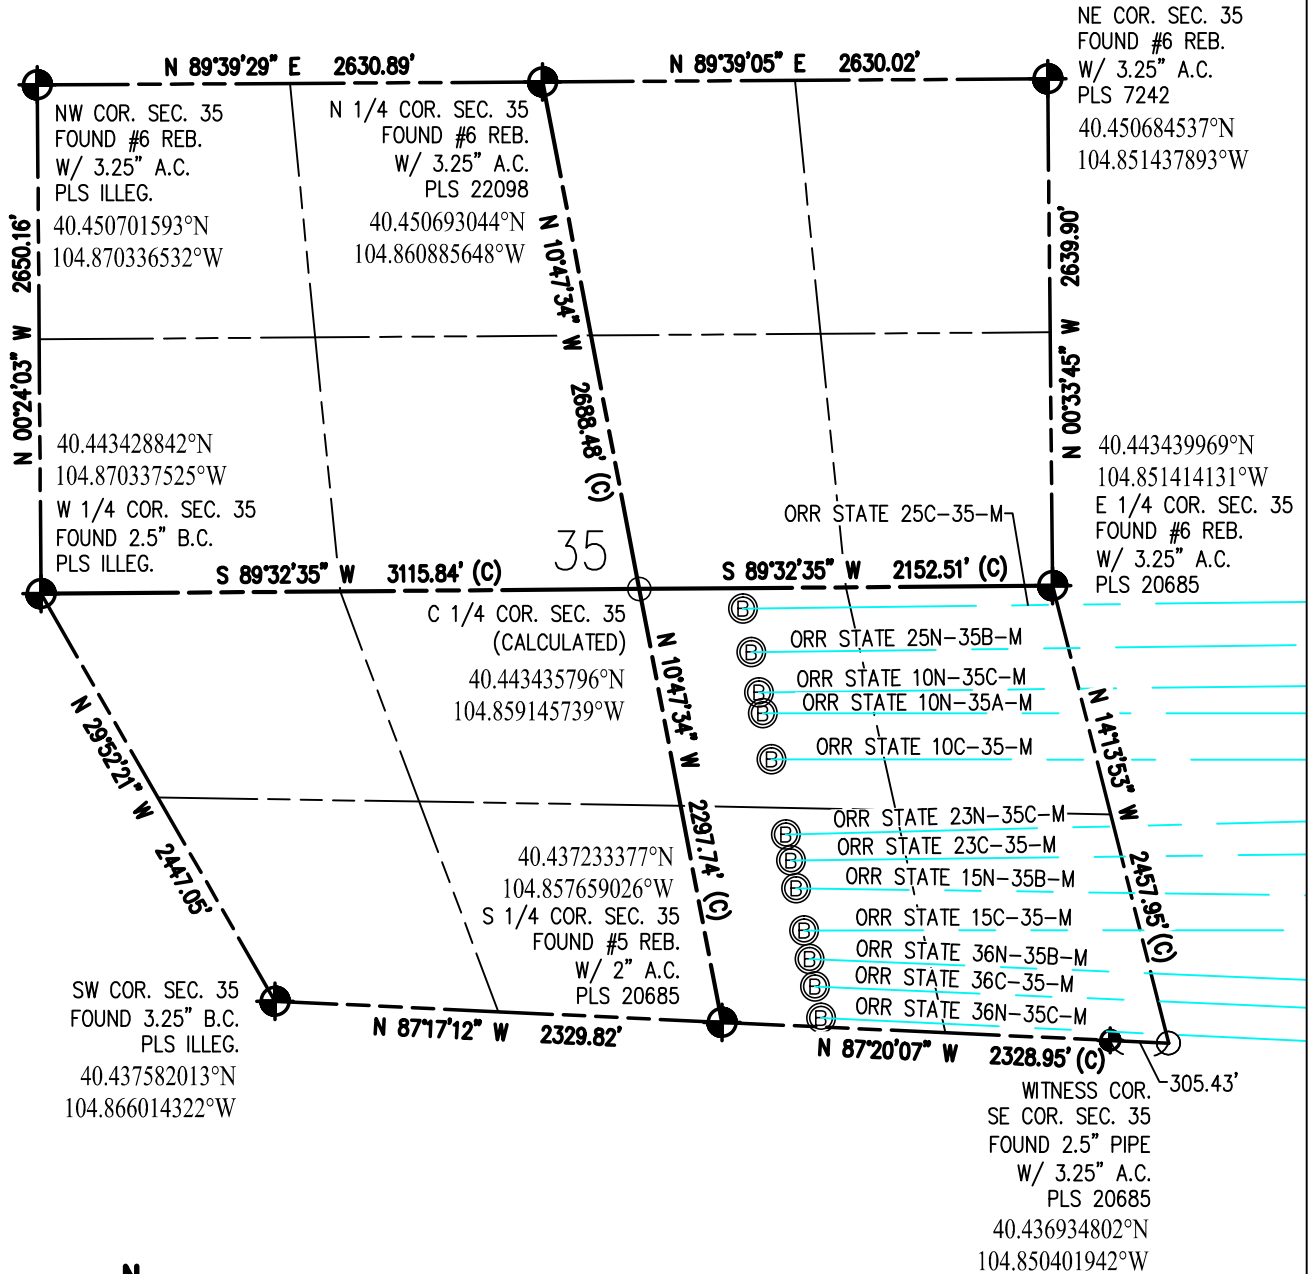 N 89°39'29" E 2630.89'
N 89°39'05" E 2630.02'
NE COR. SEC. 35
FOUND #6 REB.
W/ 3.25" A.C.
PLS 7242
40.450684537°N
104.851437893°W
NW COR. SEC. 35
FOUND #6 REB.
W/ 3.25" A.C.
PLS ILLEG.
40.450701593°N
104.870336532°W
N 1/4 COR. SEC. 35
FOUND #6 REB.
W/ 3.25" A.C.
PLS 22098
40.450693044°N
104.860885648°W
N 00°24'03" W 2650.16'
N 10°47'34" W 2688.48' (C)
N 00°33'45" W 2639.90'
40.443428842°N
104.870337525°W
W 1/4 COR. SEC. 35
FOUND 2.5" B.C.
PLS ILLEG.
40.443439969°N
104.851414131°W
E 1/4 COR. SEC. 35
FOUND #6 REB.
W/ 3.25" A.C.
PLS 20685
35
S 89°32'35" W 3115.84' (C)
S 89°32'35" W 2152.51' (C)
C 1/4 COR. SEC. 35
(CALCULATED)
40.443435796°N
104.859145739°W
ORR STATE 25C-35-M
B
B ORR STATE 25N-35B-M
B ORR STATE 10N-35C-M
B ORR STATE 10N-35A-M
B ORR STATE 10C-35-M
B ORR STATE 23N-35C-M
B ORR STATE 23C-35-M
B ORR STATE 15N-35B-M
B ORR STATE 15C-35-M
B ORR STATE 36N-35B-M
B ORR STATE 36C-35-M
B ORR STATE 36N-35C-M
N 29°52'21" W 2447.05'
N 10°47'34" W 2297.74' (C)
N 14°13'53" W 2457.95' (C)
40.437233377°N
104.857659026°W
S 1/4 COR. SEC. 35
FOUND #5 REB.
W/ 2" A.C.
PLS 20685
SW COR. SEC. 35
FOUND 3.25" B.C.
PLS ILLEG.
40.437582013°N
104.866014322°W
N 87°17'12" W 2329.82'
N 87°20'07" W 2328.95' (C)
305.43'
WITNESS COR.
SE COR. SEC. 35
FOUND 2.5" PIPE
W/ 3.25" A.C.
PLS 20685
40.436934802°N
104.850401942°W
N